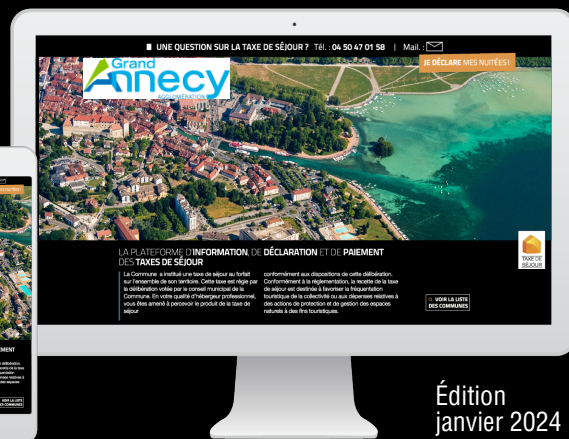 UNE QUESTION SUR LA TAXE DE SÉJOUR ? Tél. : 04 50 47 01 58 | Mail. :
JE DÉCLARE MES NUITÉES !
Grand
Annecy
AGGLOMÉRATION
TAXE DE
SÉJOUR
LA PLATEFORME D'INFORMATION, DE DÉCLARATION ET DE PAIEMENT
DES TAXES DE SÉJOUR
La Commune a institué une taxe de séjour au forfait
sur l'ensemble de son territoire. Cette taxe est régie par
la délibération votée par le conseil municipal de la
Commune. En votre qualité d'hébergeur professionnel,
vous êtes amené à percevoir le produit de la taxe de
séjour
conformément aux dispositions de cette délibération.
Conformément à la réglementation, la recette de la taxe
de séjour est destinée à favoriser la fréquentation
touristique de la collectivité ou aux dépenses relatives à
des actions de protection et de gestion des espaces
naturels à des fins touristiques.
VOIR LA LISTE
DES COMMUNES
VOIR LA LISTE
DES COMMUNES
Édition
janvier 2024